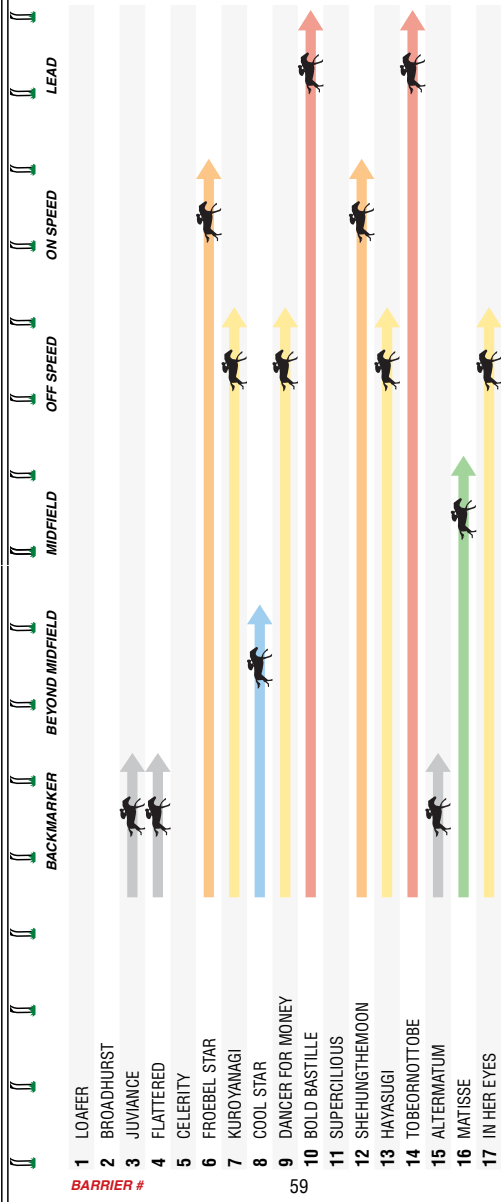 LEAD
ON SPEED
OFF SPEED
MIDFIELD
BEYOND MIDFIELD
BACKMARKER
1 LOAFER
2 BROADHURST
3 JUVIANCE
4 FLATTERED
5 CELERITY
6 FROEBEL STAR
7 KUROYANAGI
8 COOL STAR
9 DANCER FOR MONEY
10 BOLD BASTILLE
11 SUPERCILIOUS
12 SHEHUNGTHEMOON
13 HAYASUGI
14 TOBEORNOTTOBE
15 ALTERMATUM
16 MATISSE
17 IN HER EYES
BARRIER #
59